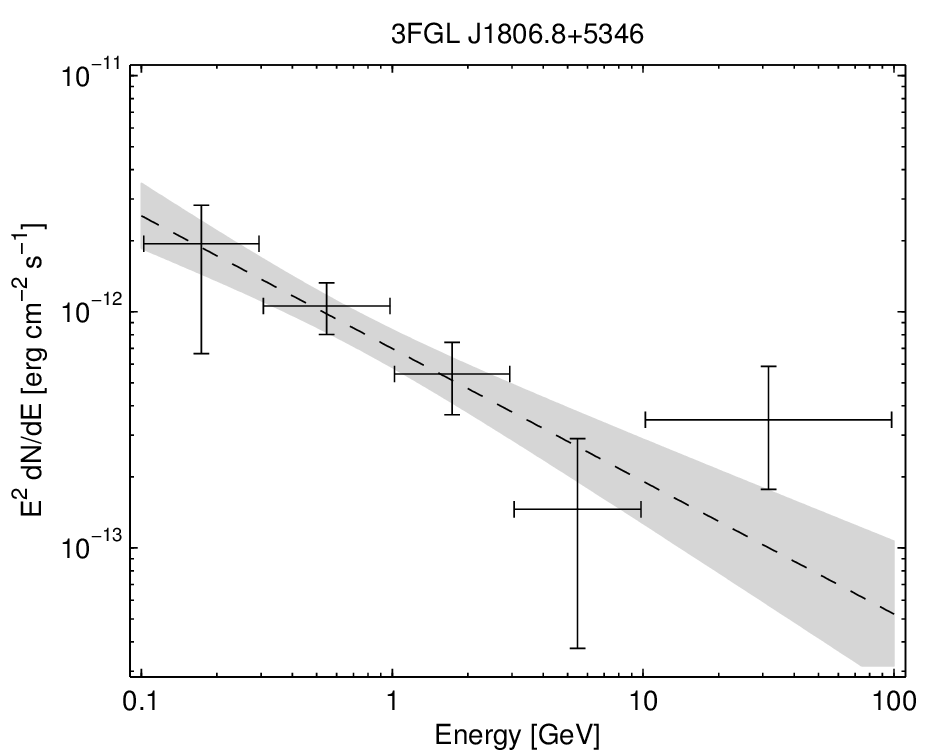 3FGL J1806.8+5346
10⁻¹¹
10⁻¹²
10⁻¹³
E² dN/dE [erg cm⁻² s⁻¹]
0.1 1 10 100
Energy [GeV]